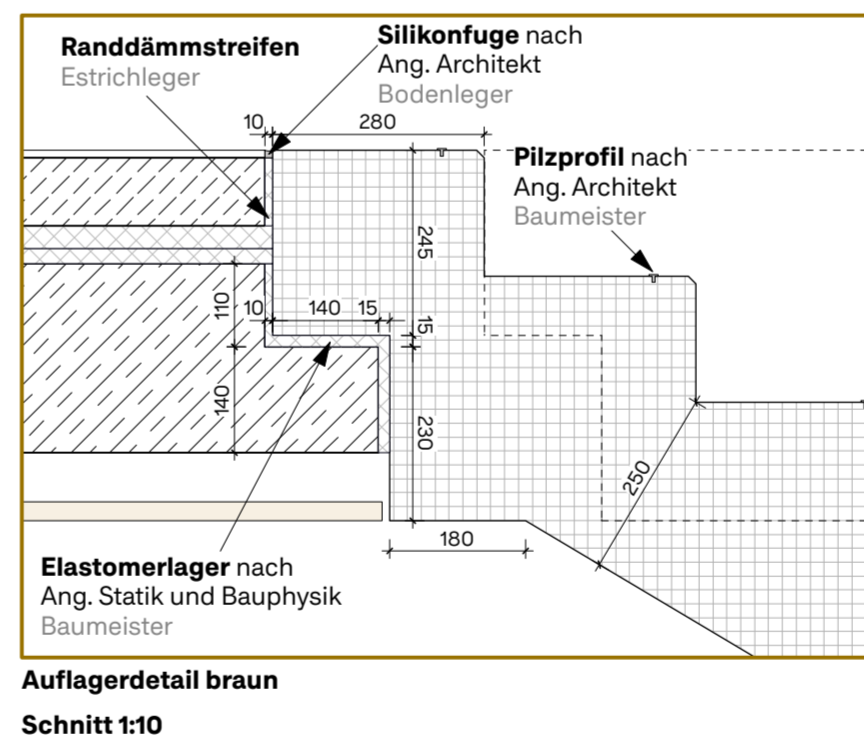 Randdämmstreifen
Estrichleger
Silikonfuge nach
Ang. Architekt
Bodenleger
10
280
Pilzprofil nach
Ang. Architekt
Baumeister
245
110
10
140
15
15
140
230
250
180
Elastomerlager nach
Ang. Statik und Bauphysik
Baumeister
Auflagerdetail braun
Schnitt 1:10